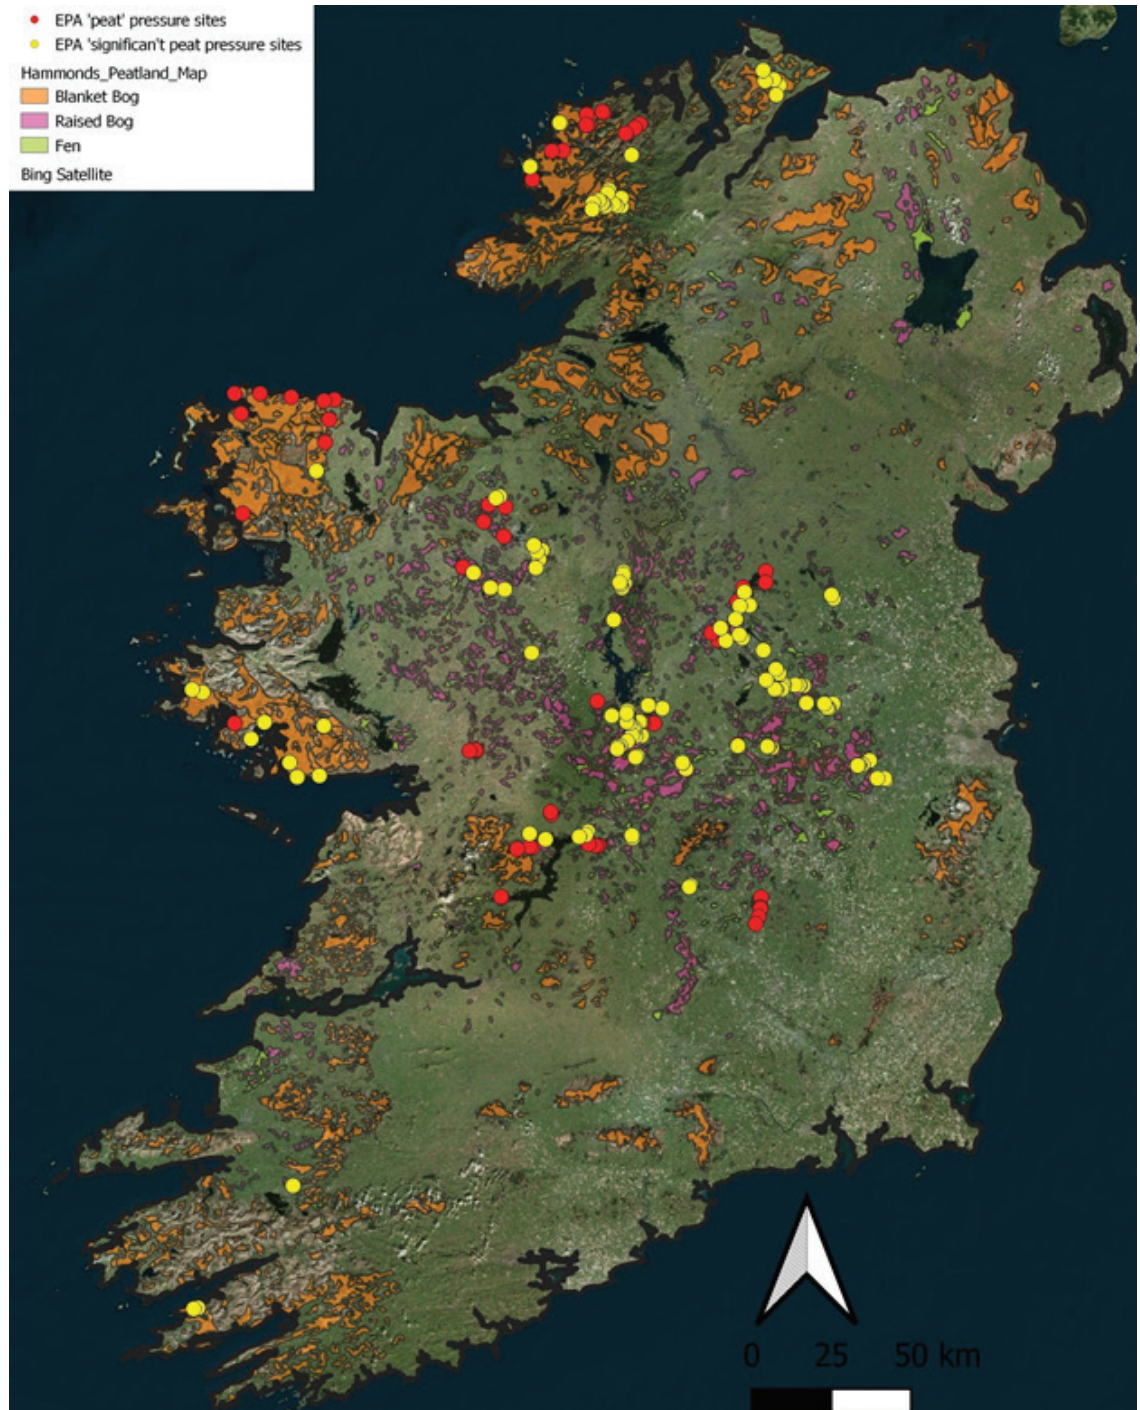 EPA 'peat' pressure sites
EPA 'significan't peat pressure sites
Hammonds_Peatland_Map
Blanket Bog
Raised Bog
Fen
Bing Satellite
0 25 50 km